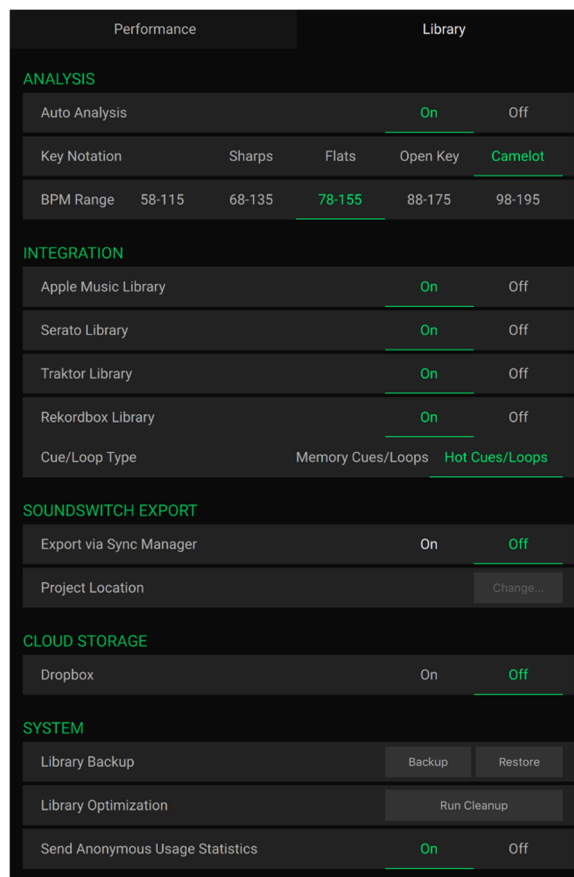 Performance Library
ANALYSIS
Auto Analysis On Off
Key Notation Sharps Flats Open Key Camelot
BPM Range 58-115 68-135 78-155 88-175 98-195
INTEGRATION
Apple Music Library On Off
Serato Library On Off
Traktor Library On Off
Rekordbox Library On Off
Cue/Loop Type Memory Cues/Loops Hot Cues/Loops
SOUNDSWITCH EXPORT
Export via Sync Manager On Off
Project Location Change...
CLOUD STORAGE
Dropbox On Off
SYSTEM
Library Backup Backup Restore
Library Optimization Run Cleanup
Send Anonymous Usage Statistics On Off